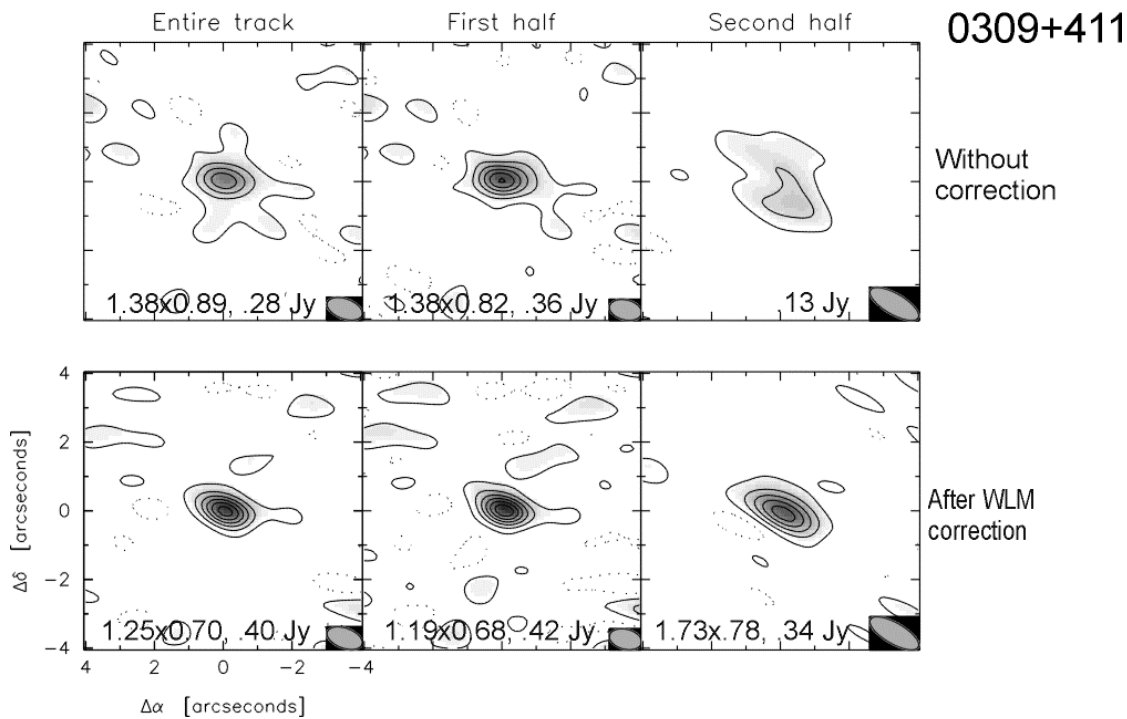 Entire track
First half
Second half
0309+411
Without
correction
1.38x0.89, .28 Jy
1.38x0.82, .36 Jy
.13 Jy
After WLM
correction
1.25x0.70, .40 Jy
1.19x0.68, .42 Jy
1.73x.78, .34 Jy
4
2
0
−2
−4
Δδ [arcseconds]
4 2 0 −2 −4
Δα [arcseconds]